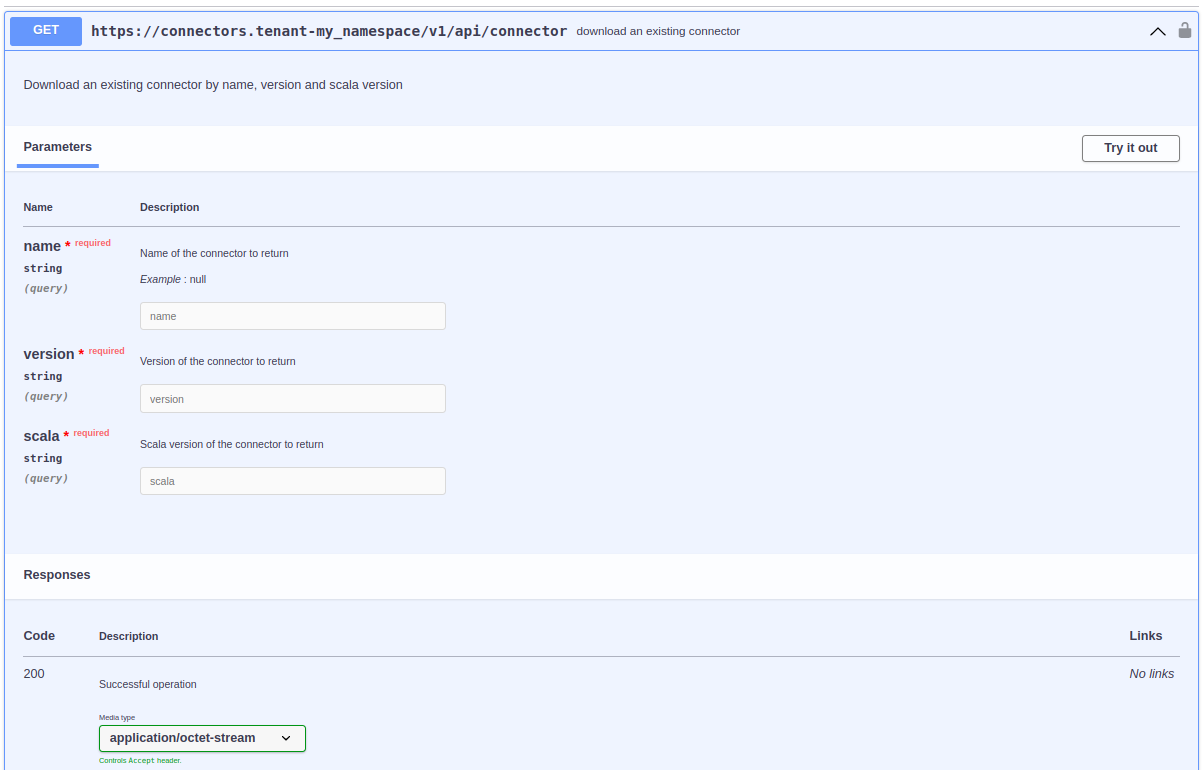 GET https://connectors.tenant-my_namespace/v1/api/connector download an existing connector
Download an existing connector by name, version and scala version
Parameters Try it out
Name Description
name * required
string
(query)
Name of the connector to return
Example : null
name
version * required
string
(query)
Version of the connector to return
version
scala * required
string
(query)
Scala version of the connector to return
scala
Responses
Code Description Links
200 Successful operation No links
Media type
application/octet-stream
Controls Accept header.